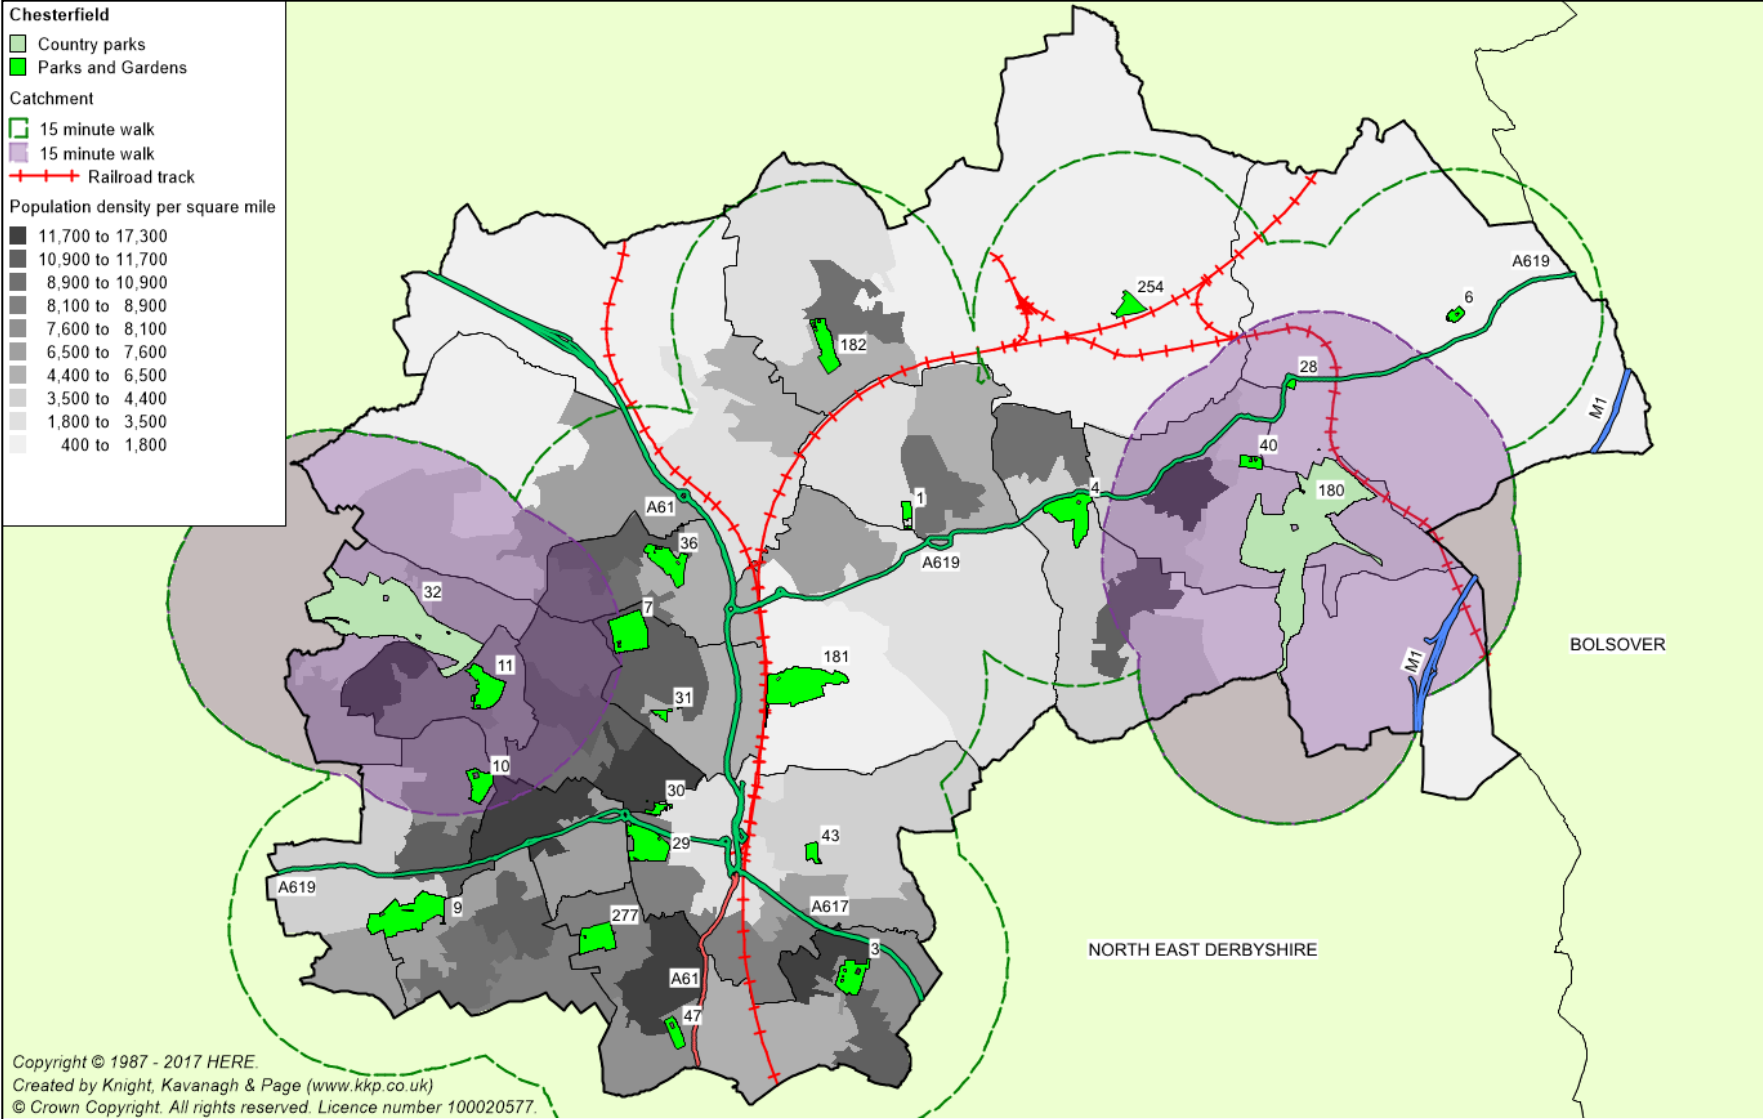 Chesterfield
Country parks
Parks and Gardens
Catchment
15 minute walk
15 minute walk
Railroad track
Population density per square mile
11,700 to 17,300
10,900 to 11,700
8,900 to 10,900
8,100 to 8,900
7,600 to 8,100
6,500 to 7,600
4,400 to 6,500
3,500 to 4,400
1,800 to 3,500
400 to 1,800
A619
254
6
182
28
M1
40
1
4
180
A61
36
A619
32
7
BOLSOVER
181
11
M1
31
10
30
43
29
A619
9
277
A617
3
NORTH EAST DERBYSHIRE
A61
47
Copyright © 1987 - 2017 HERE.
Created by Knight, Kavanagh & Page (www.kkp.co.uk)
© Crown Copyright. All rights reserved. Licence number 100020577.